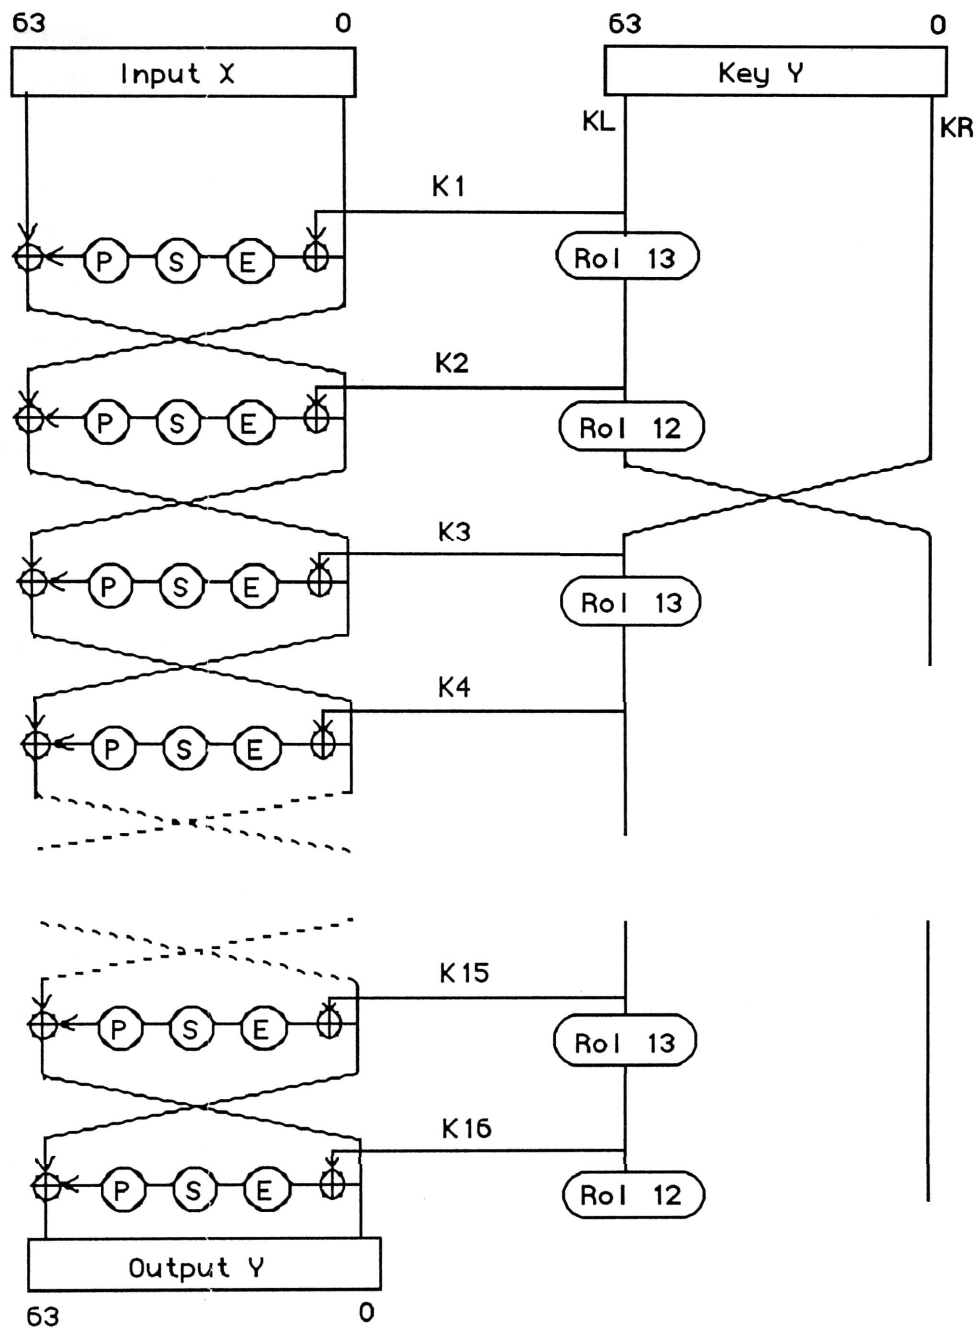 63 0 63 0
Input X Key Y
KL KR
K1
P S E Rol 13
K2
P S E Rol 12
K3
P S E Rol 13
K4
P S E
K15
P S E Rol 13
K16
P S E Rol 12
Output Y
63 0